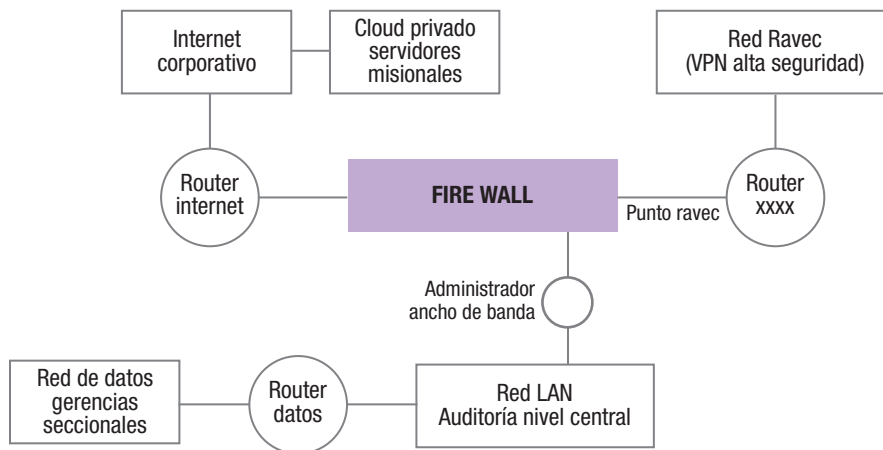 Internet
corporativo
Cloud privado
servidores
misionales
Red Ravec
(VPN alta seguridad)
Router
internet
FIRE WALL
Punto ravec
Router
xxxx
Administrador
ancho de banda
Red de datos
gerencias
seccionales
Router
datos
Red LAN
Auditoría nivel central